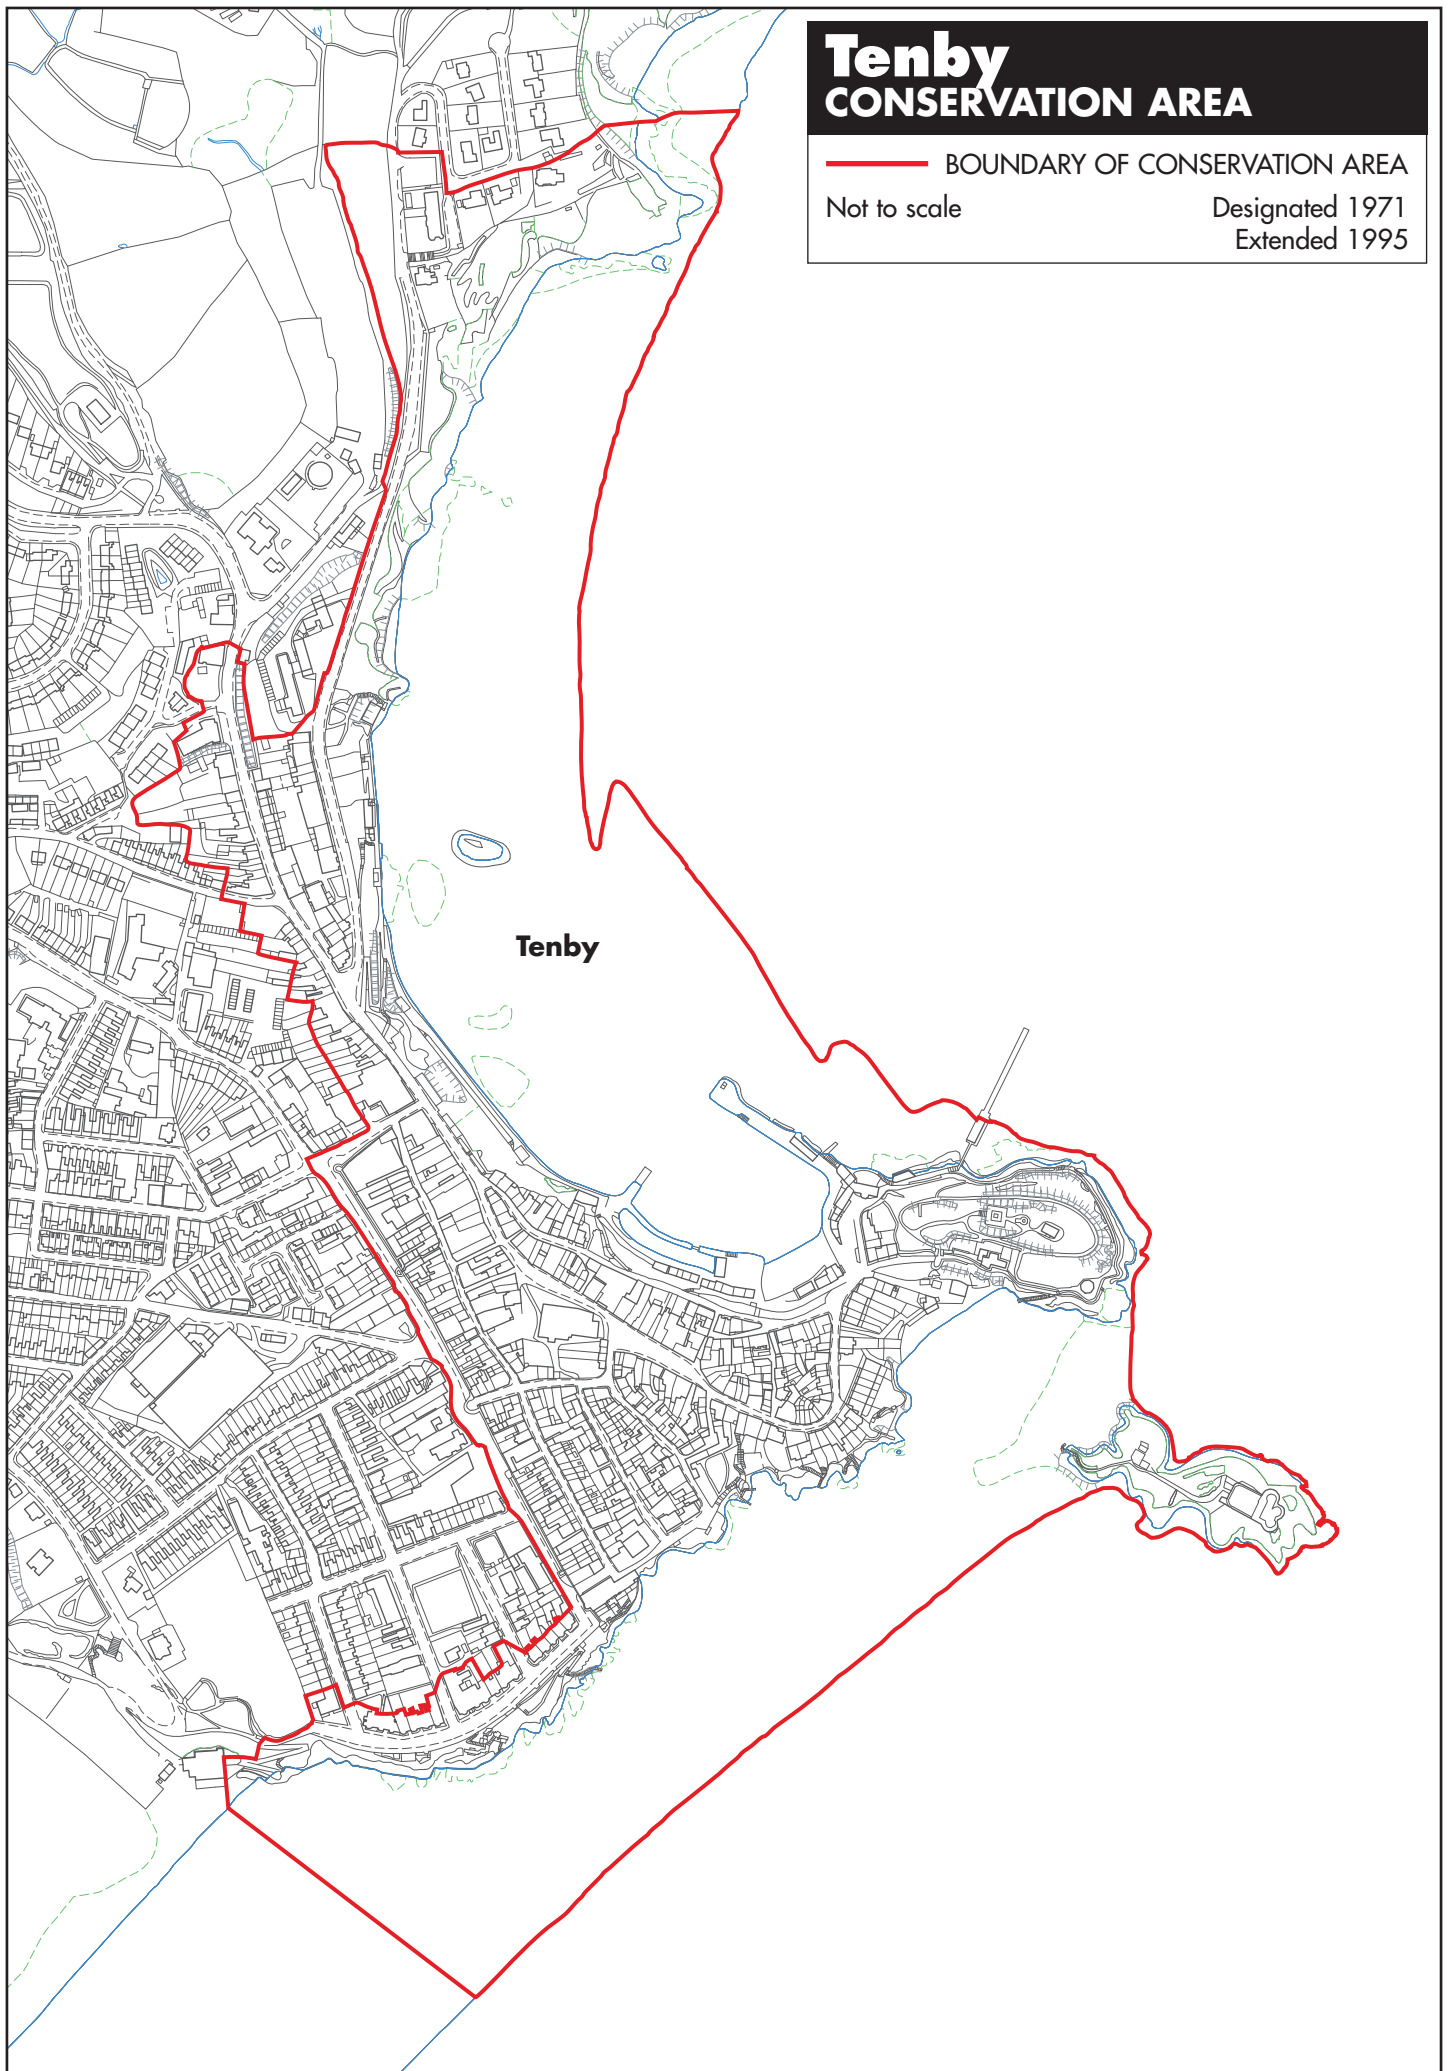 Tenby
CONSERVATION AREA
BOUNDARY OF CONSERVATION AREA
Not to scale
Designated 1971
Extended 1995
Tenby